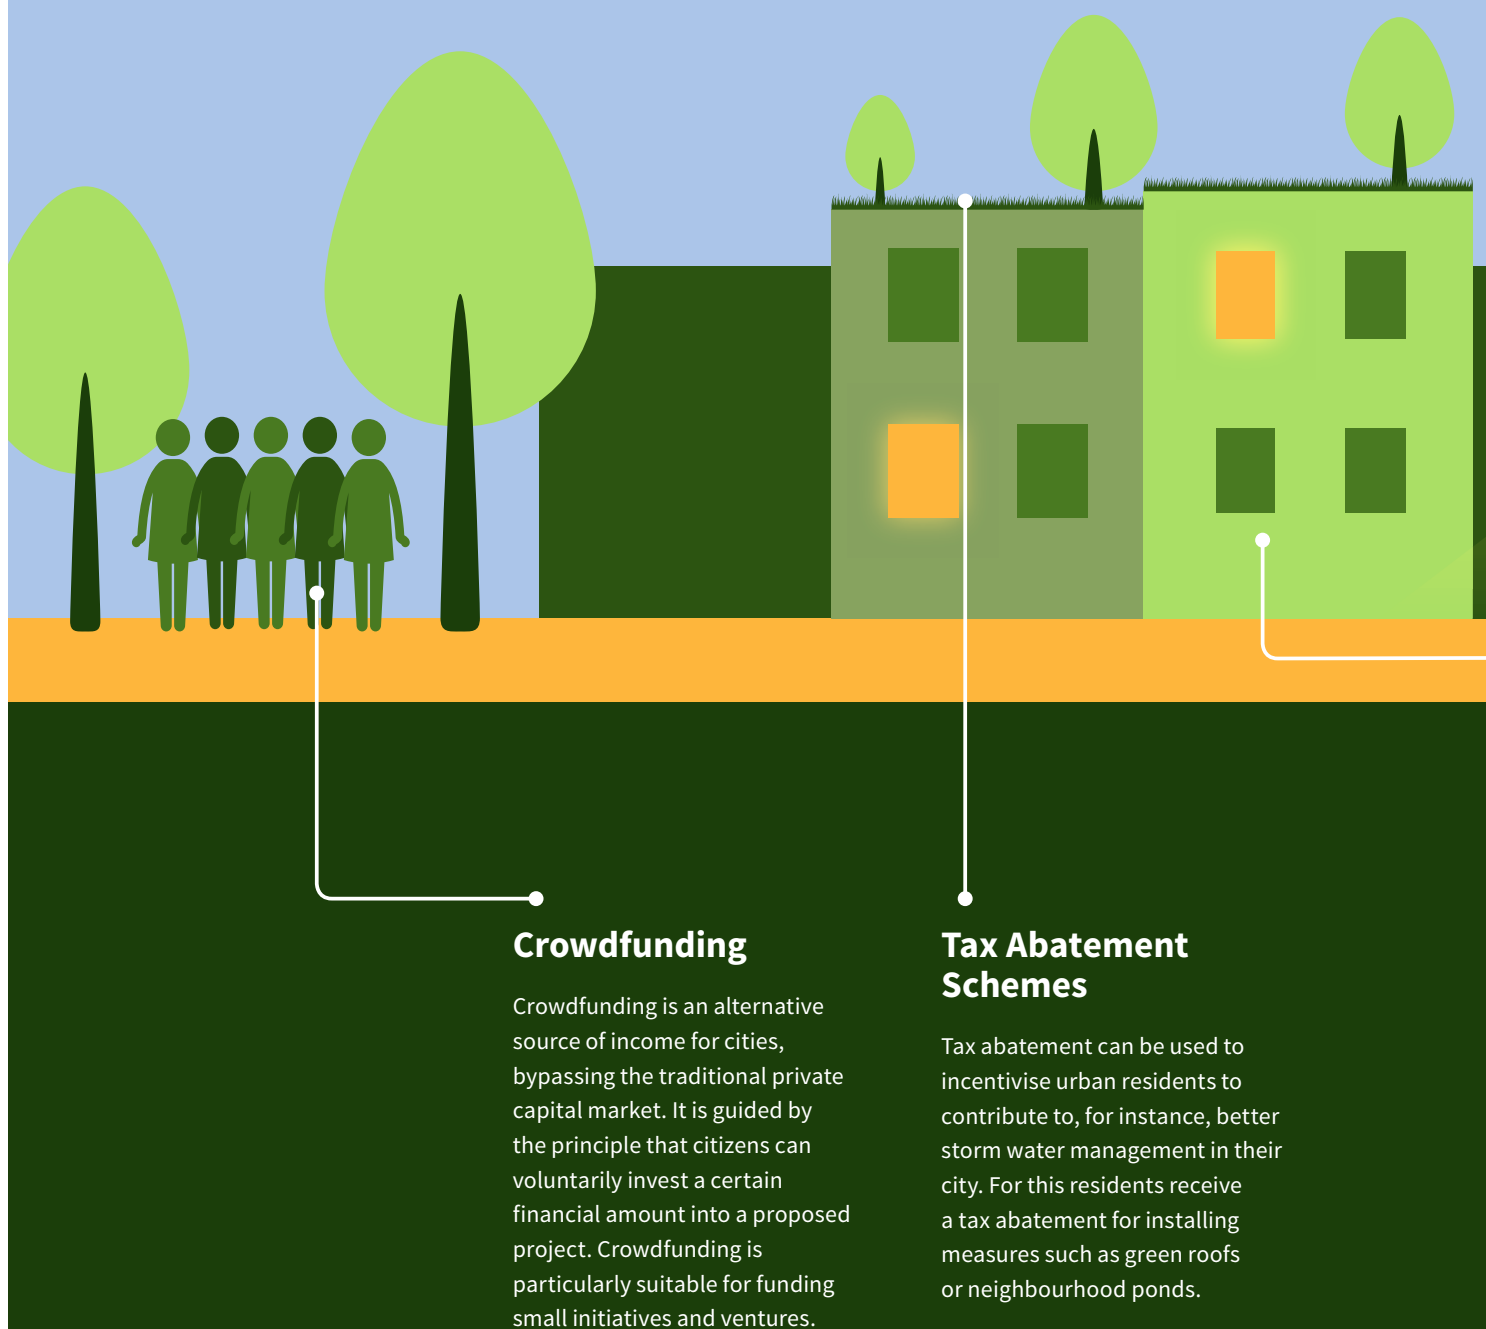 Crowdfunding
Crowdfunding is an alternative
source of income for cities,
bypassing the traditional private
capital market. It is guided by
the principle that citizens can
voluntarily invest a certain
financial amount into a proposed
project. Crowdfunding is
particularly suitable for funding
small initiatives and ventures.
Tax Abatement
Schemes
Tax abatement can be used to
incentivise urban residents to
contribute to, for instance, better
storm water management in their
city. For this residents receive
a tax abatement for installing
measures such as green roofs
or neighbourhood ponds.